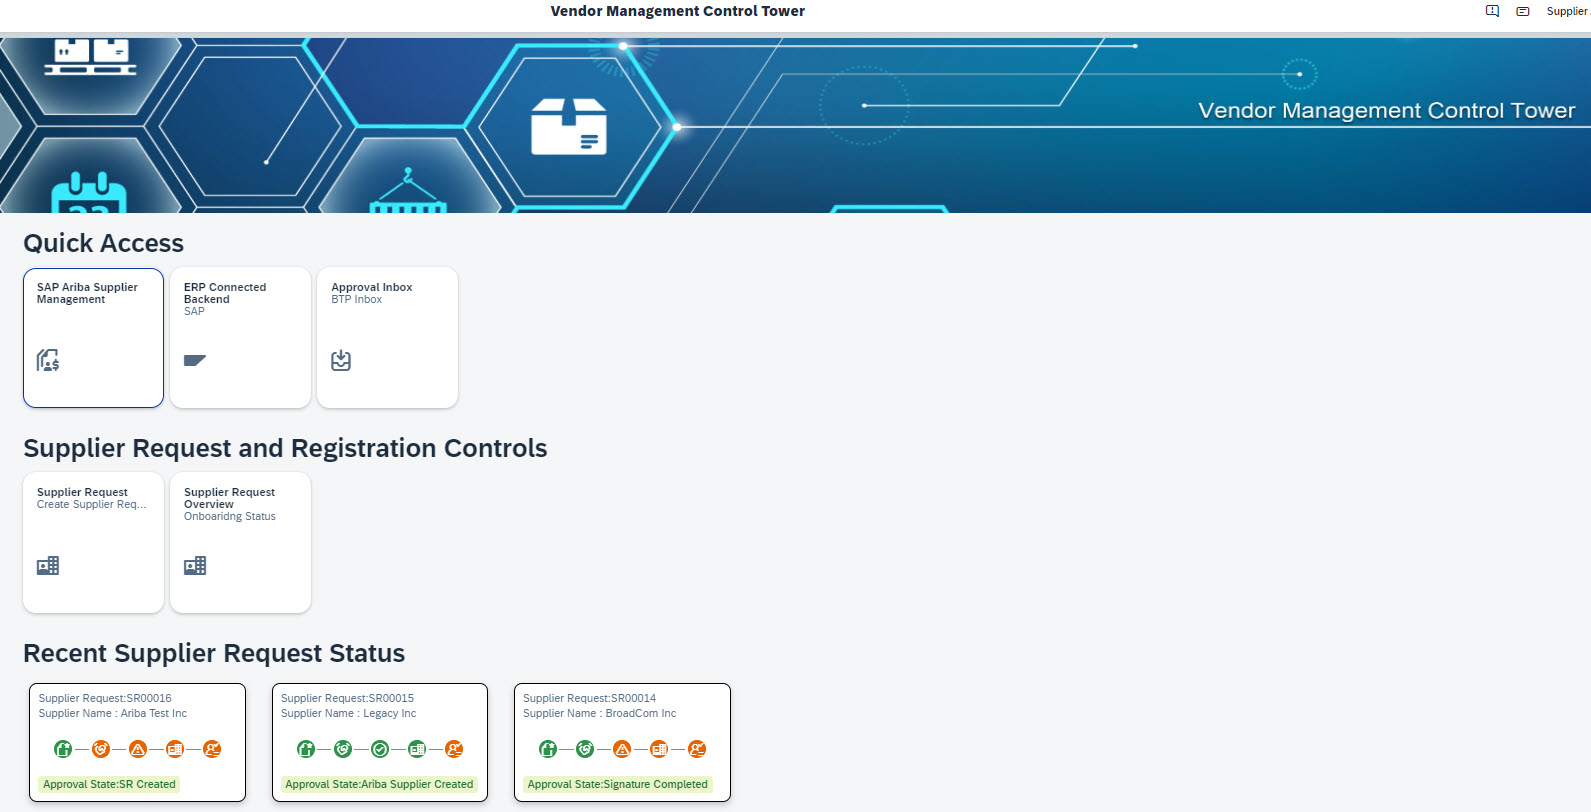 Vendor Management Control Tower
Supplier
Vendor Management Control Tower
Quick Access
SAP Ariba Supplier
Management
ERP Connected
Backend
SAP
Approval Inbox
BTP Inbox
Supplier Request and Registration Controls
Supplier Request
Create Supplier Req...
Supplier Request
Overview
Onboaridng Status
Recent Supplier Request Status
Supplier Request:SR00016
Supplier Name : Ariba Test Inc
Approval State:SR Created
Supplier Request:SR00015
Supplier Name : Legacy Inc
Approval State:Ariba Supplier Created
Supplier Request:SR00014
Supplier Name : BroadCom Inc
Approval State:Signature Completed